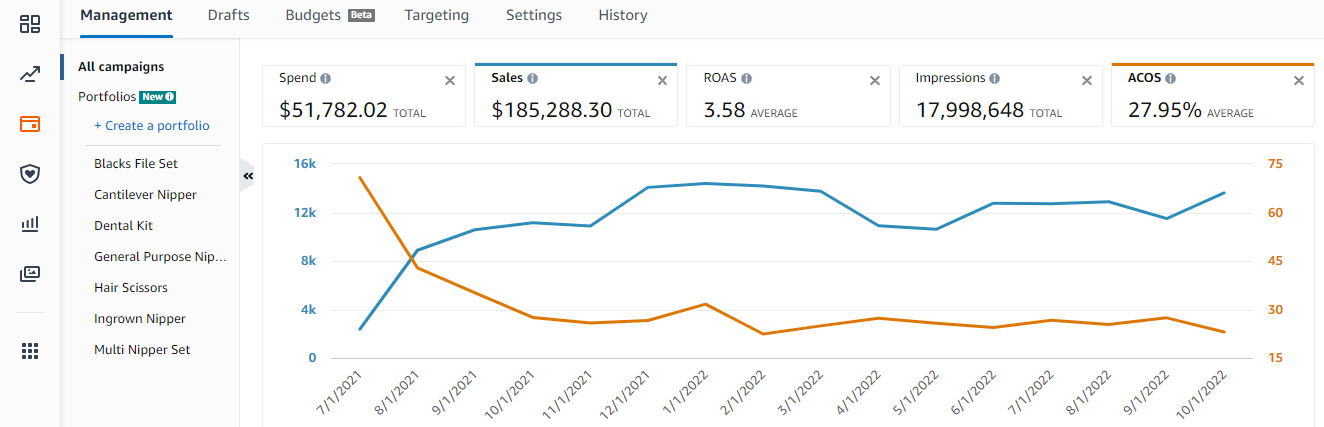 Management Drafts Budgets Beta Targeting Settings History
All campaigns
Portfolios New
+ Create a portfolio
Blacks File Set
Cantilever Nipper
Dental Kit
General Purpose Nip...
Hair Scissors
Ingrown Nipper
Multi Nipper Set
«
Spend
$51,782.02 TOTAL
Sales
$185,288.30 TOTAL
ROAS
3.58 AVERAGE
Impressions
17,998,648 TOTAL
ACOS
27.95% AVERAGE
16k 75
12k 60
8k 45
4k 30
0 15
7/1/2021 8/1/2021 9/1/2021 10/1/2021 11/1/2021 12/1/2021 1/1/2022 2/1/2022 3/1/2022 4/1/2022 5/1/2022 6/1/2022 7/1/2022 8/1/2022 9/1/2022 10/1/2022